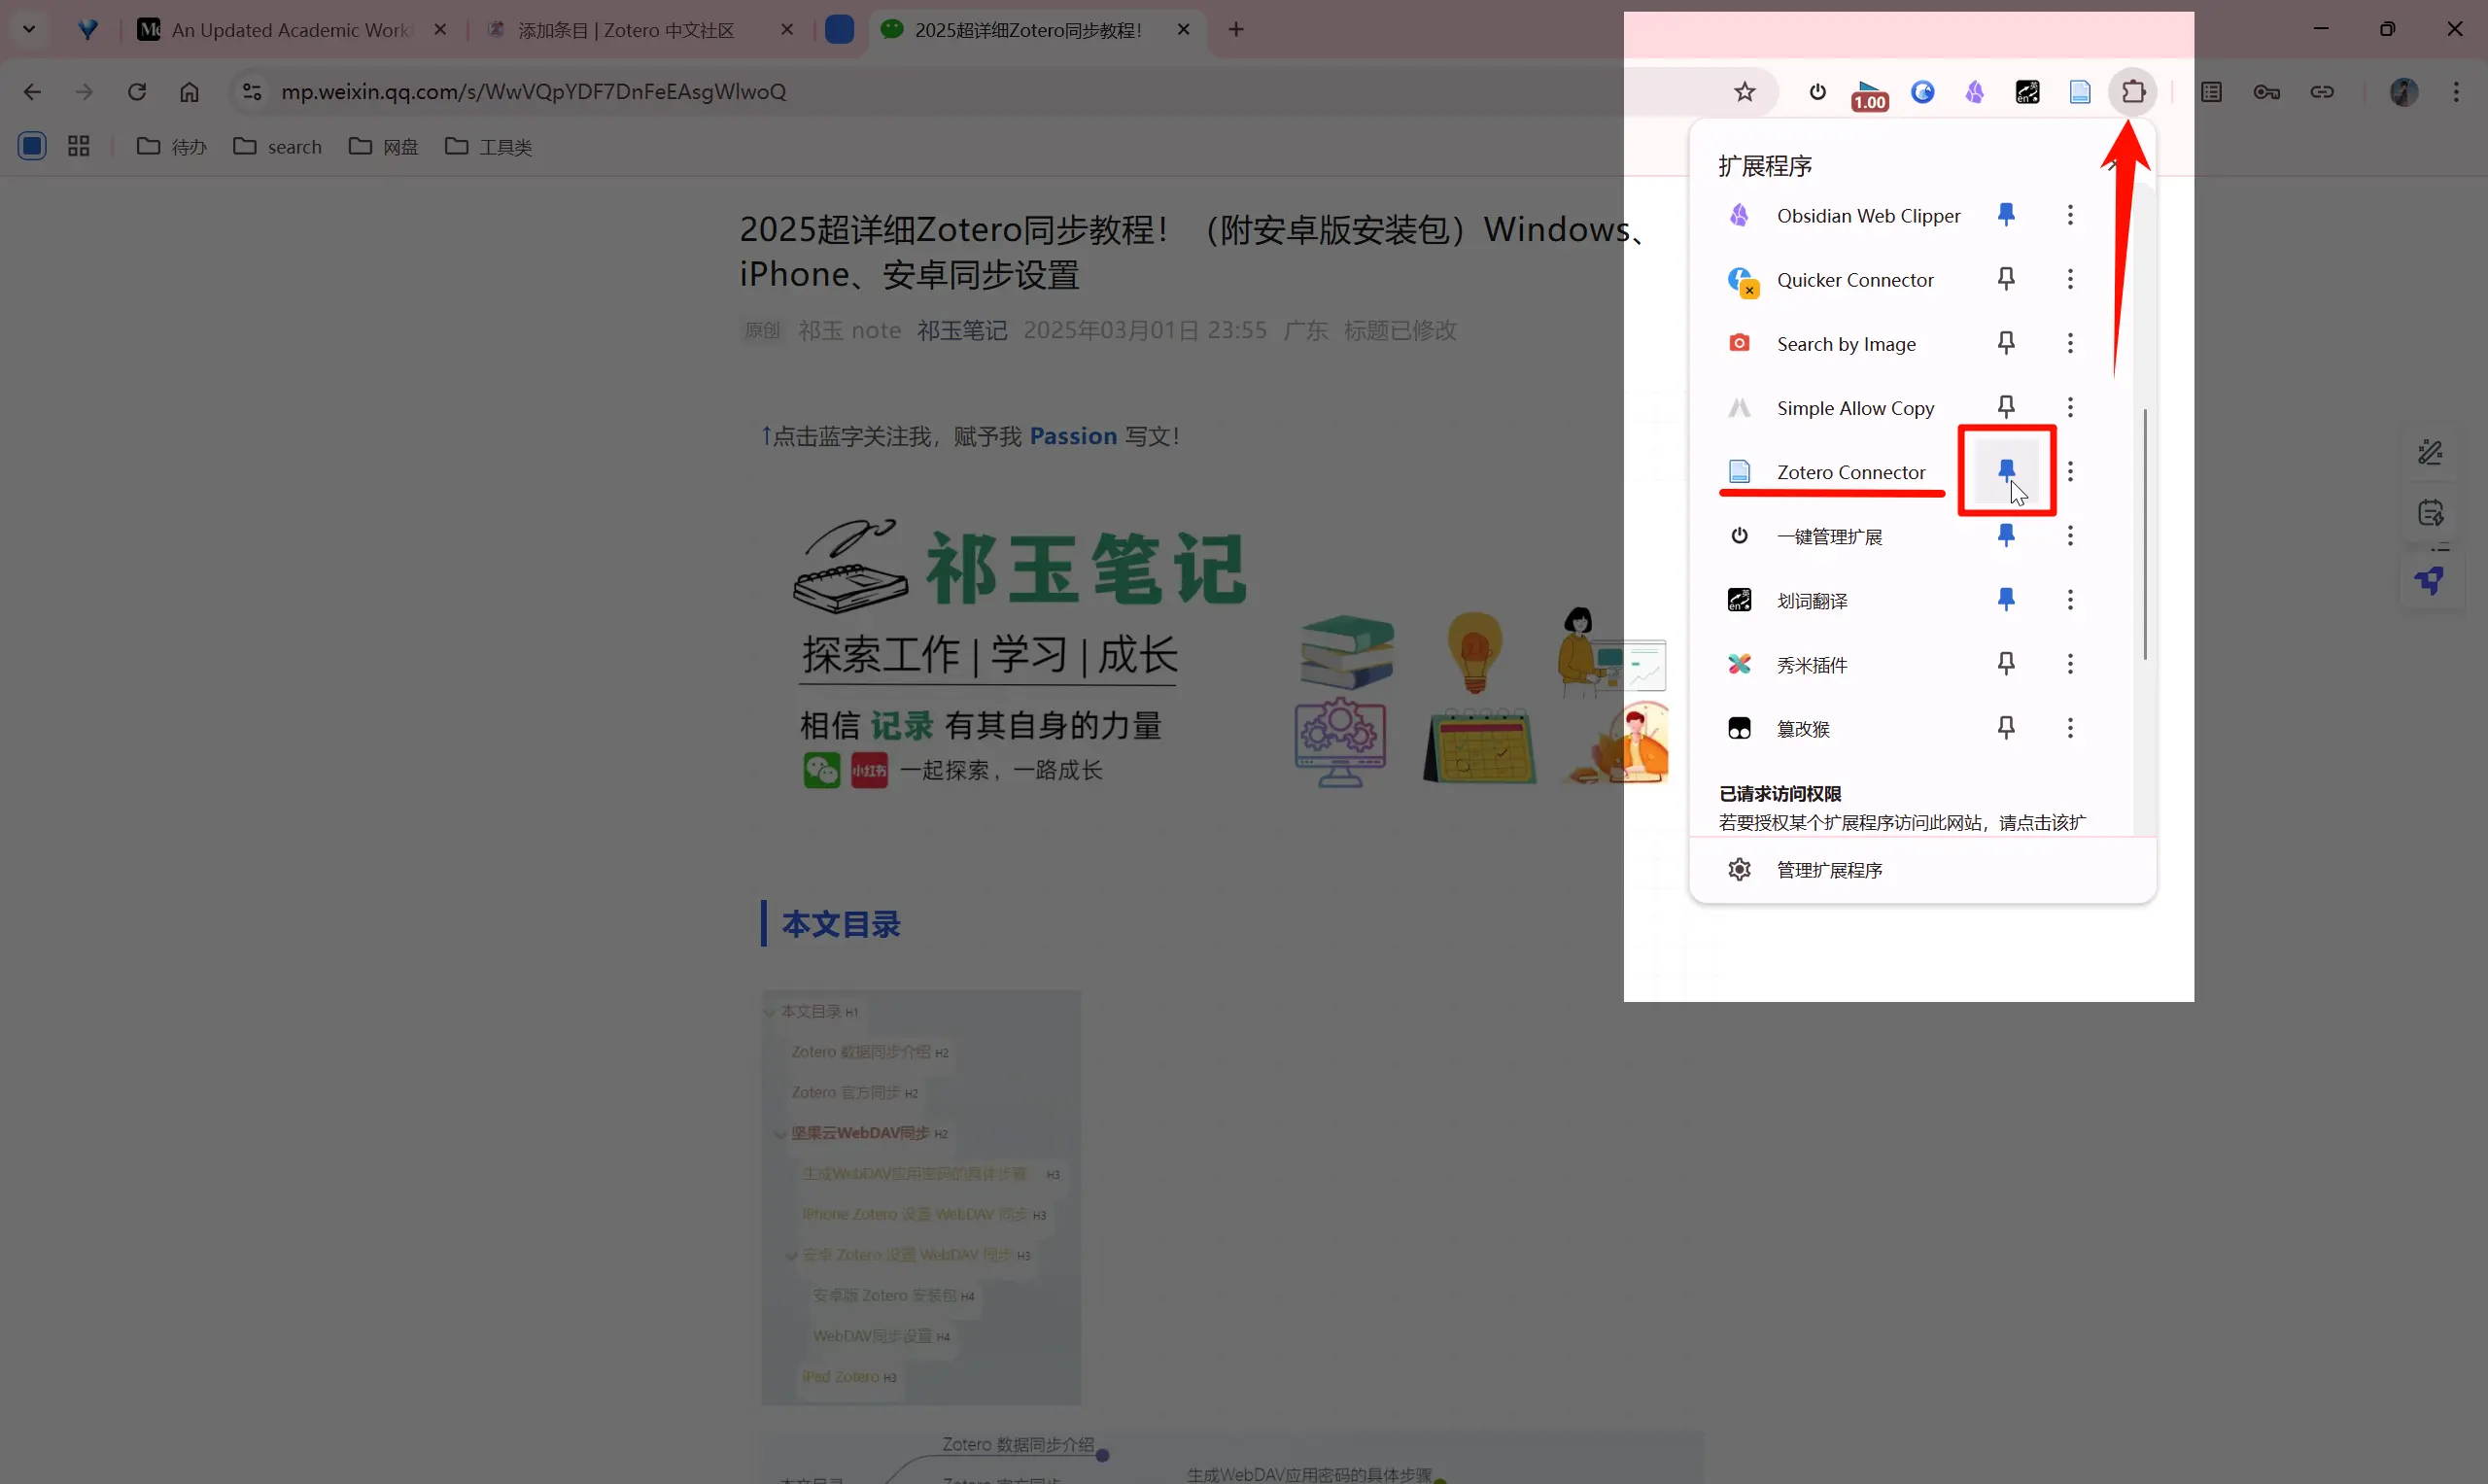 An Updated Academic Work
添加条目 | Zotero 中文社区
2025超详细Zotero同步教程！
mp.weixin.qq.com/s/WwVQpYDF7DnFeEAsgWlwoQ
1.00
待办
search
网盘
工具类
扩展程序
Obsidian Web Clipper
Quicker Connector
Search by Image
Simple Allow Copy
Zotero Connector
一键管理扩展
划词翻译
秀米插件
篡改猴
已请求访问权限
若要授权某个扩展程序访问此网站，请点击该扩
管理扩展程序
2025超详细Zotero同步教程！（附安卓版安装包）Windows、
iPhone、安卓同步设置
原创 祁玉 note 祁玉笔记 2025年03月01日 23:55 广东 标题已修改
↑点击蓝字关注我，赋予我 Passion 写文！
祁玉笔记
探索工作 | 学习 | 成长
相信 记录 有其自身的力量
小红书 一起探索，一路成长
本文目录
本文目录 H1
Zotero 数据同步介绍 H2
Zotero 官方同步 H2
坚果云WebDAV同步 H2
生成WebDAV应用密码的具体步骤 H3
iPhone Zotero 设置 WebDAV 同步 H3
安卓 Zotero 设置 WebDAV 同步 H3
安卓版 Zotero 安装包 H4
WebDAV同步设置 H4
iPad Zotero H3
Zotero 数据同步介绍
本文目录
Zotero 官方同步
生成WebDAV应用密码的具体步骤